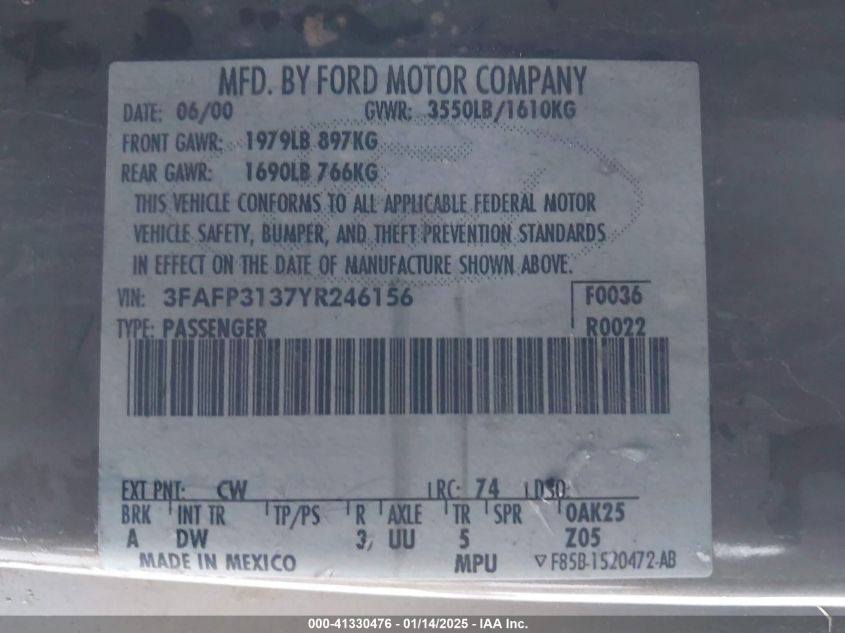 MFD. BY FORD MOTOR COMPANY
DATE: 06/00 GVWR: 3550LB/1610KG
FRONT GAWR: 1979LB 897KG
REAR GAWR: 1690LB 766KG
THIS VEHICLE CONFORMS TO ALL APPLICABLE FEDERAL MOTOR
VEHICLE SAFETY, BUMPER, AND THEFT PREVENTION STANDARDS
IN EFFECT ON THE DATE OF MANUFACTURE SHOWN ABOVE.
VIN: 3FAFP3137YR246156 F0036
TYPE: PASSENGER R0022
EXT PNT: CW RC: 74 DSO:
BRK INT TR TP/PS R AXLE TR SPR 0AK25
A DW 3 UU 5 Z05
MADE IN MEXICO MPU F85B-1520472-AB
000-41330476 - 01/14/2025 - IAA Inc.